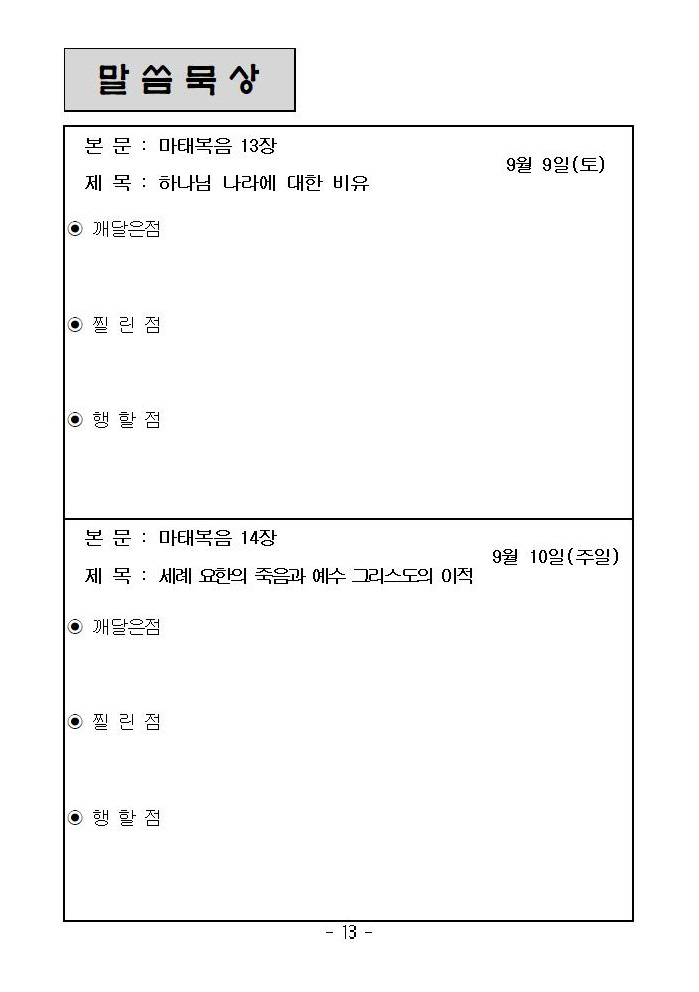 말 씀 묵 상
본 문 : 마태복음 13장
9월 9일(토)
제 목 : 하나님 나라에 대한 비유
◉ 깨달은점
◉ 찔 린 점
◉ 행 할 점
본 문 : 마태복음 14장
9월 10일(주일)
제 목 : 세례 요한의 죽음과 예수 그리스도의 이적
◉ 깨달은점
◉ 찔 린 점
◉ 행 할 점
- 13 -